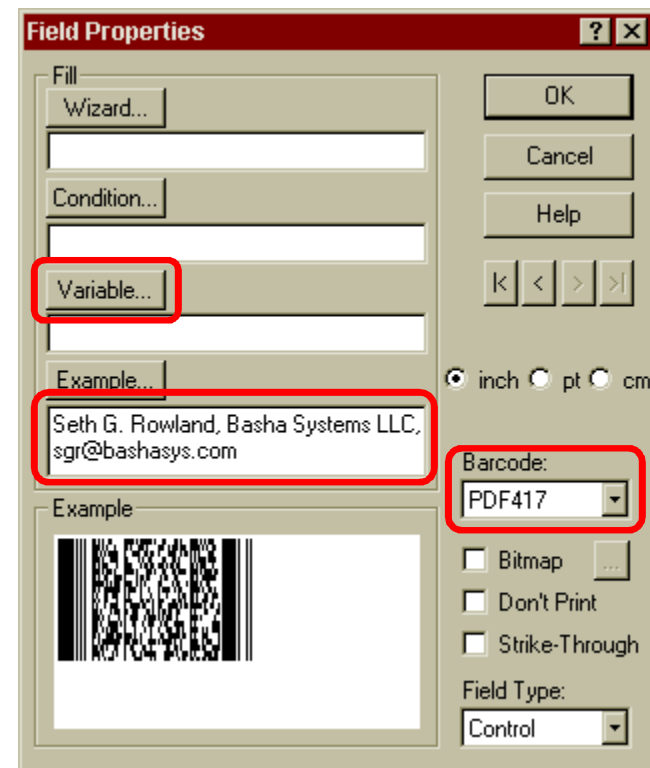 Field Properties
Fill
Wizard...
OK
Cancel
Condition...
Help
Variable...
|< < > >|
Example...
inch pt cm
Seth G. Rowland, Basha Systems LLC,
sgr@bashasys.com
Barcode:
PDF417
Example
Bitmap ...
Don't Print
Strike-Through
Field Type:
Control